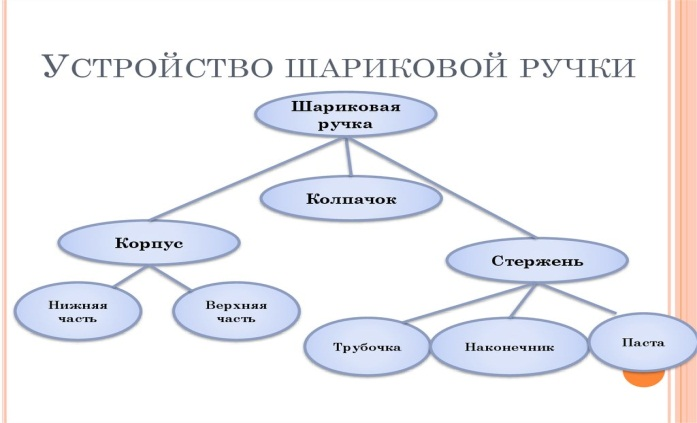 Устройство шариковой ручки
Шариковая
ручка
Колпачок
Корпус
Стержень
Нижняя
часть
Верхняя
часть
Трубочка
Наконечник
Паста